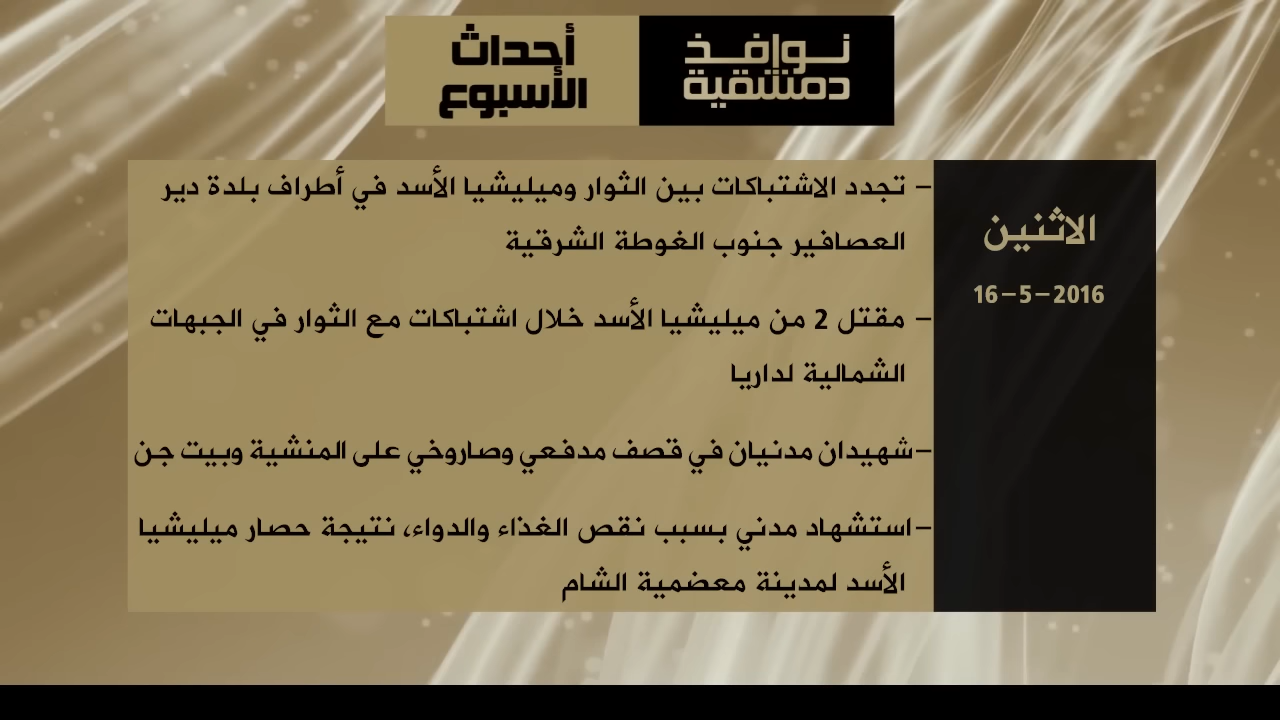 نوافذ
دمشقية
أحداث
الأسبوع
الاثنين
16-5-2016
- تجدد الاشتباكات بين الثوار وميليشيا الأسد في أطراف بلدة دير
العصافير جنوب الغوطة الشرقية
- مقتل 2 من ميليشيا الأسد خلال اشتباكات مع الثوار في الجبهات
الشمالية لداريا
-شهيدان مدنيان في قصف مدفعي وصاروخي على المنشية وبيت جن
-استشهاد مدني بسبب نقص الغذاء والدواء، نتيجة حصار ميليشيا
الأسد لمدينة معضمية الشام